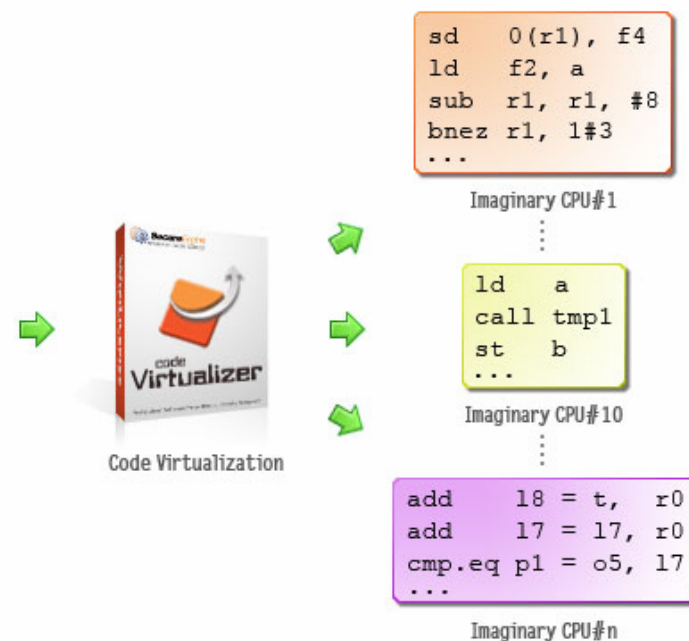 sd 0(r1), f4
ld f2, a
sub r1, r1, #8
bnez r1, 1#3
...
Imaginary CPU#1
code
Virtualizer
Code Virtualization
ld a
call tmp1
st b
...
Imaginary CPU#10
add l8 = t, r0
add l7 = l7, r0
cmp.eq p1 = o5, l7
...
Imaginary CPU#n